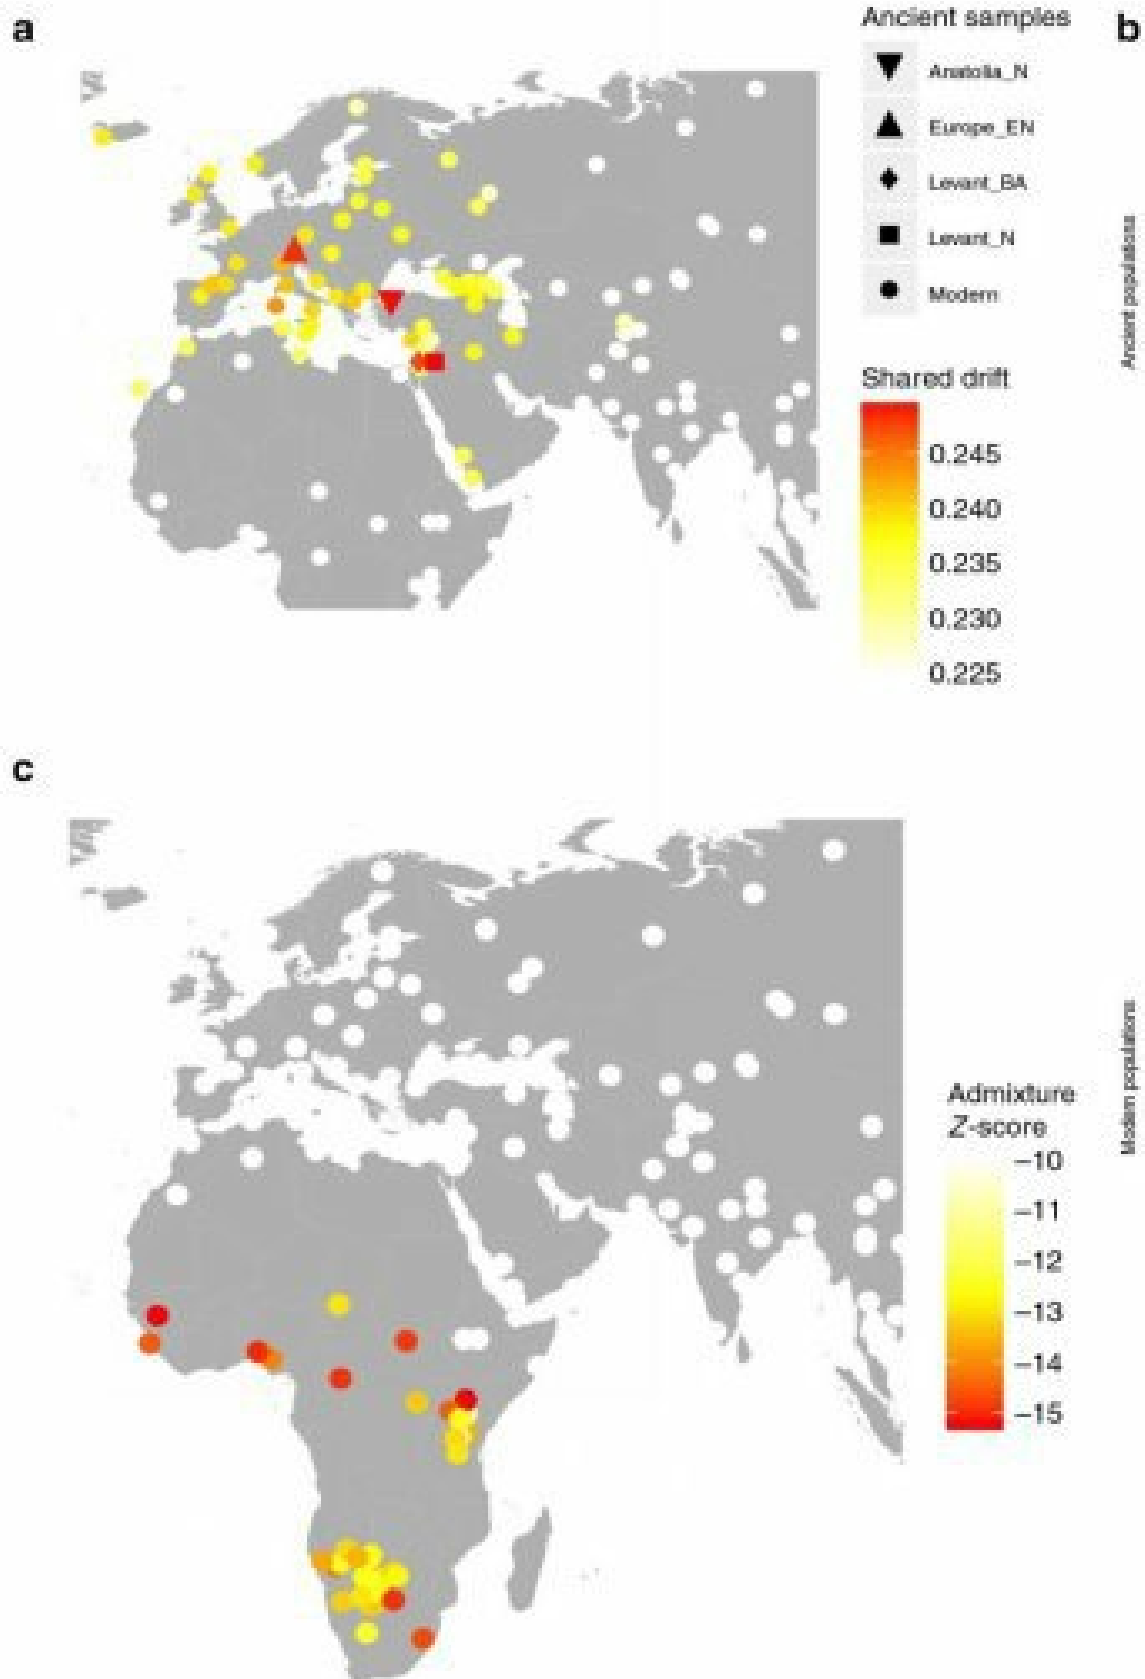 a
Ancient samples
b
Anatolia_N
Europe_EN
Levant_BA
Levant_N
Modern
Ancient populations
Shared drift
0.245
0.240
0.235
0.230
0.225
c
Modern populations
Admixture
Z-score
−10
−11
−12
−13
−14
−15